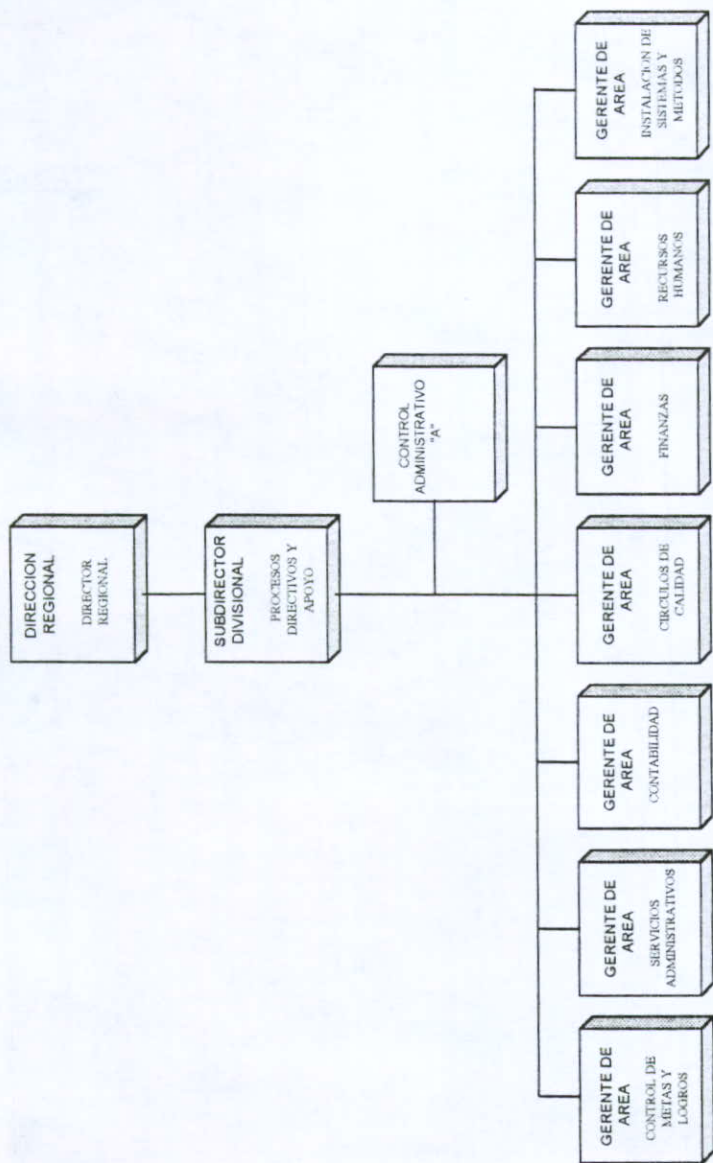 DIRECCION
REGIONAL
DIRECTOR
REGIONAL
SUBDIRECTOR
DIVISIONAL
PROCESOS
DIRECTIVOS Y
APOYO
CONTROL
ADMINISTRATIVO
"A"
GERENTE DE
AREA
CONTROL DE
METAS Y
LOGROS
GERENTE DE
AREA
SERVICIOS
ADMINISTRATIVOS
GERENTE DE
AREA
CONTABILIDAD
GERENTE DE
AREA
CIRCULOS DE
CALIDAD
GERENTE DE
AREA
FINANZAS
GERENTE DE
AREA
RECURSOS
HUMANOS
GERENTE DE
AREA
INSTALACION DE
SISTEMAS Y
METODOS